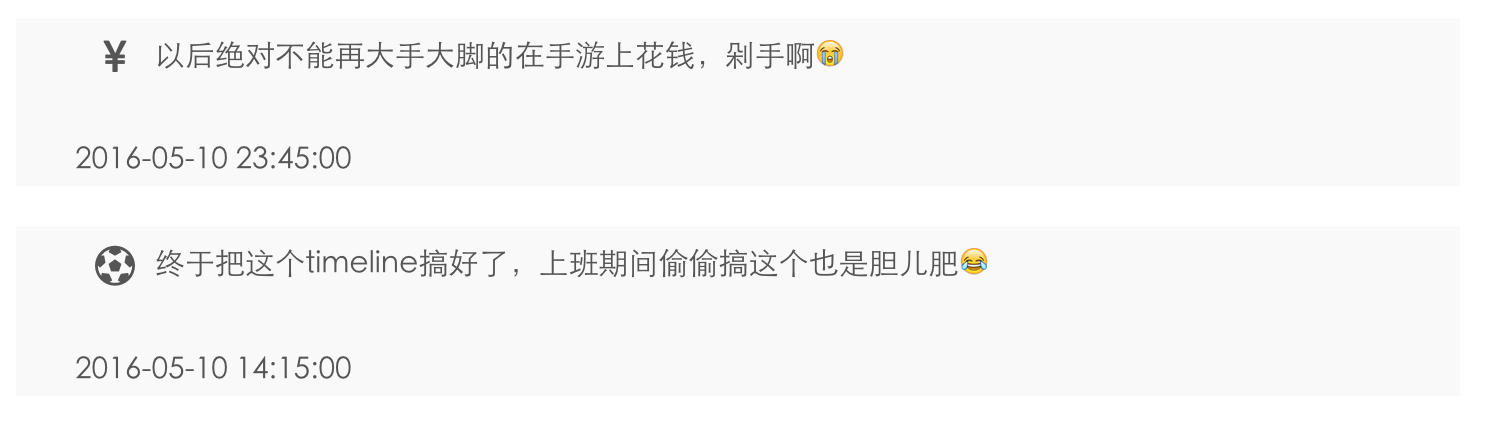 ¥ 以后绝对不能再大手大脚的在手游上花钱，剁手啊😭
2016-05-10 23:45:00
终于把这个timeline搞好了，上班期间偷偷搞这个也是胆儿肥😂
2016-05-10 14:15:00